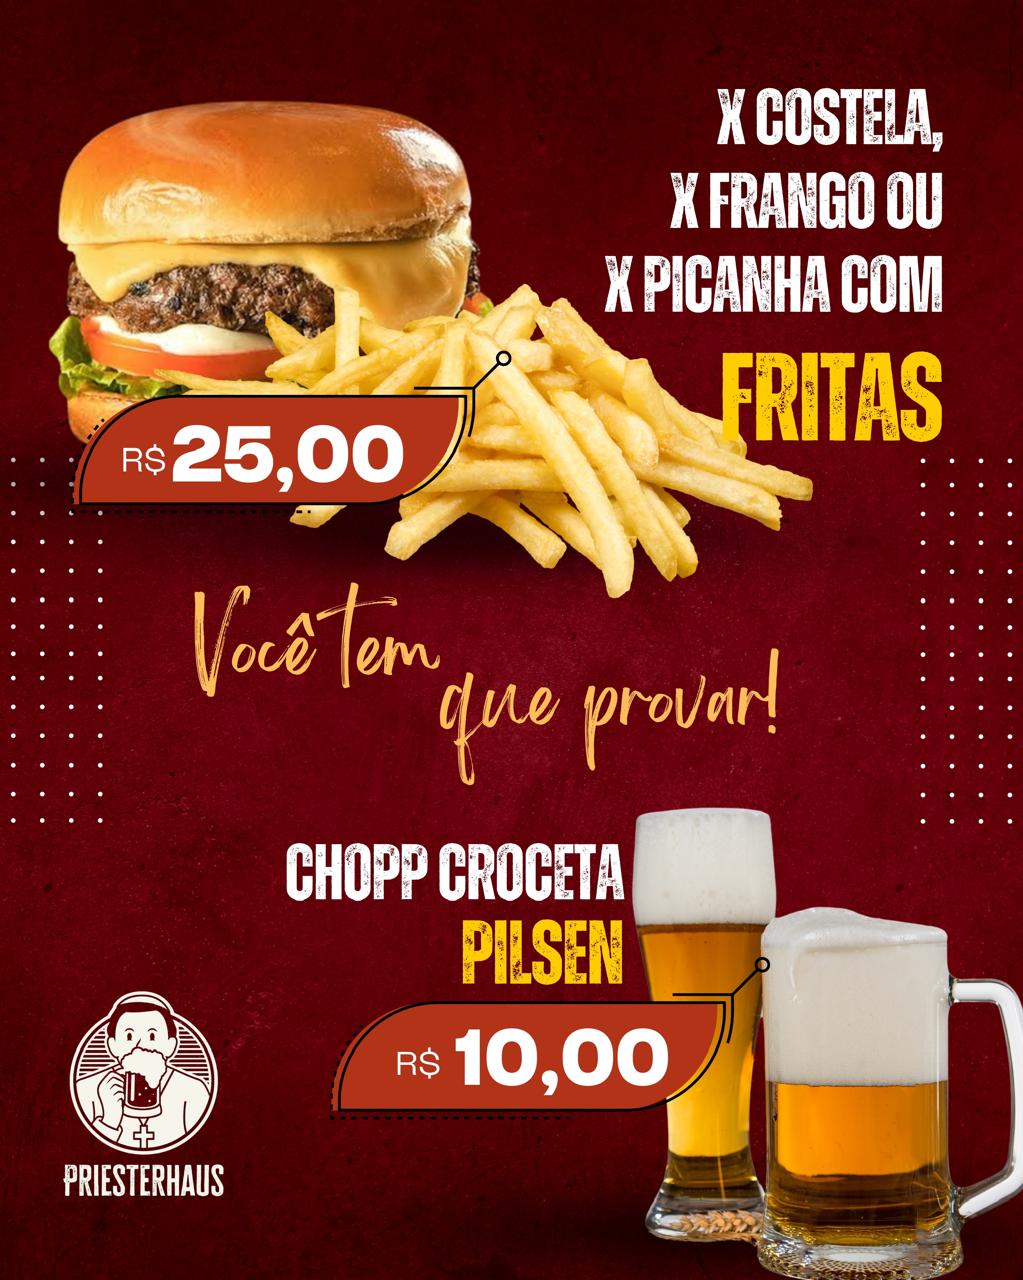 X COSTELA,
X FRANGO OU
X PICANHA COM
FRITAS
R$ 25,00
Você tem
que provar!
CHOPP CROCETA
PILSEN
R$ 10,00
PRIESTERHAUS